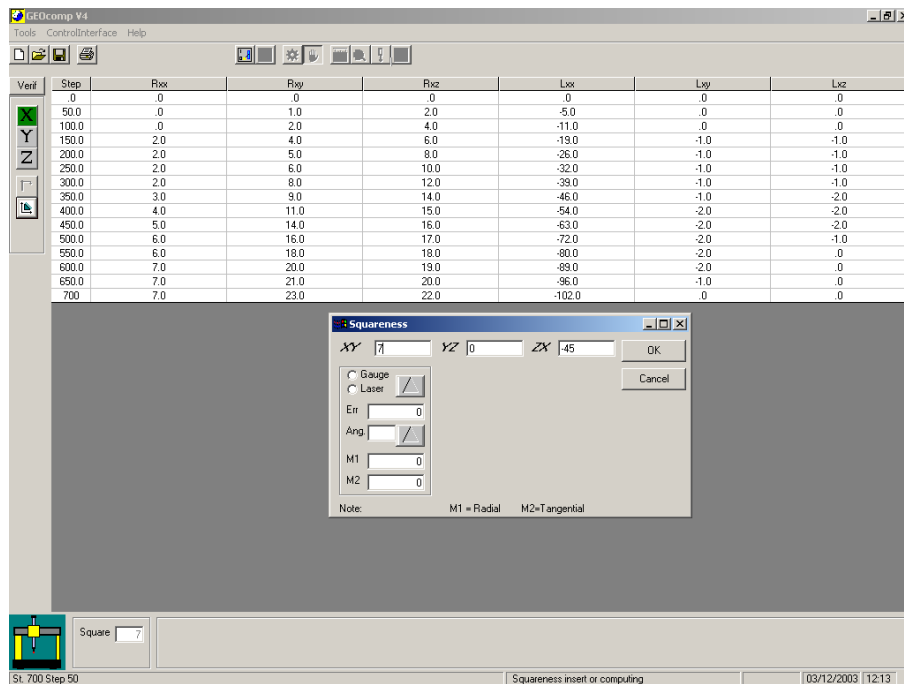 GEOcomp V4
Tools ControlInterface Help
Verif Step Rxx Rxy Rxz Lxx Lxy Lxz
.0 .0 .0 .0 .0 .0 .0
50.0 .0 1.0 2.0 -5.0 .0 .0
100.0 .0 2.0 4.0 -11.0 .0 .0
150.0 2.0 4.0 6.0 -19.0 -1.0 -1.0
200.0 2.0 5.0 8.0 -26.0 -1.0 -1.0
250.0 2.0 6.0 10.0 -32.0 -1.0 -1.0
300.0 2.0 8.0 12.0 -39.0 -1.0 -1.0
350.0 3.0 9.0 14.0 -46.0 -1.0 -2.0
400.0 4.0 11.0 15.0 -54.0 -2.0 -2.0
450.0 5.0 14.0 16.0 -63.0 -2.0 -2.0
500.0 6.0 16.0 17.0 -72.0 -2.0 -1.0
550.0 6.0 18.0 18.0 -80.0 -2.0 .0
600.0 7.0 20.0 19.0 -89.0 -2.0 .0
650.0 7.0 21.0 20.0 -96.0 -1.0 .0
700 7.0 23.0 22.0 -102.0 .0 .0
X
Y
Z
Squareness
XY 7 YZ 0 ZX -45 OK
Cancel
Gauge
Laser
Err 0
Ang.
M1 0
M2 0
Note: M1 = Radial M2=Tangential
Square 7
St. 700 Step 50 Squareness insert or computing 03/12/2003 12:13